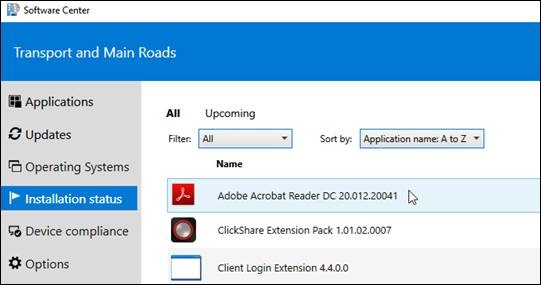 Software Center
Transport and Main Roads
Applications
Updates
Operating Systems
Installation status
Device compliance
Options
All Upcoming
Filter: All Sort by: Application name: A to Z
Name
Adobe Acrobat Reader DC 20.012.20041
ClickShare Extension Pack 1.01.02.0007
Client Login Extension 4.4.0.0